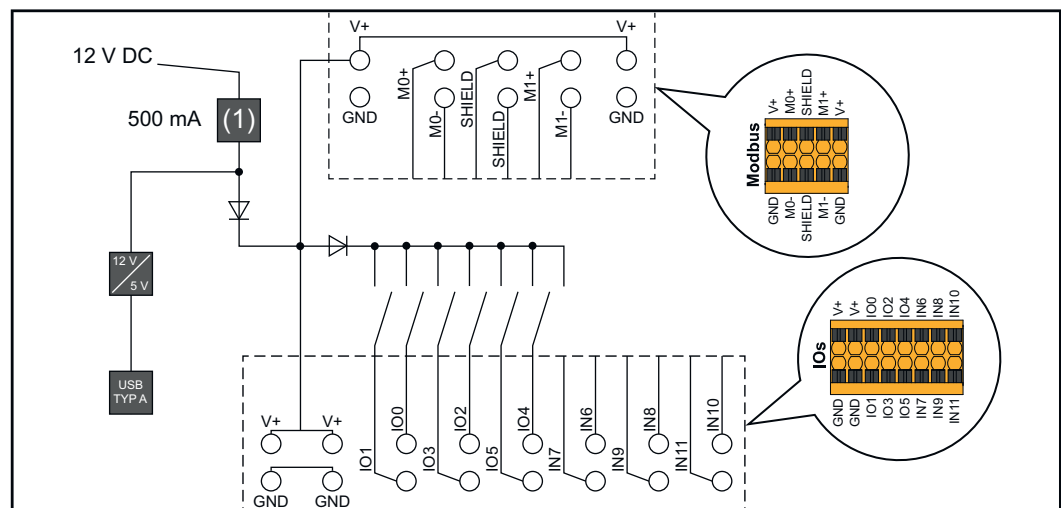 V+ V+
12 V DC
500 mA (1)
M0+ SHIELD M1+
GND M0- SHIELD M1- GND
V+ M0+ SHIELD M1+ V+
Modbus
GND M0- SHIELD M1- GND
12 V
5 V
USB
TYP A
V+ V+ IO0 IO2 IO4 IN6 IN8 IN10
IO1 IO3 IO5 IN7 IN9 IN11
GND GND
V+ V+ IO0 IO2 IO4 IN6 IN8 IN10
IOs
GND GND IO1 IO3 IO5 IN7 IN9 IN11